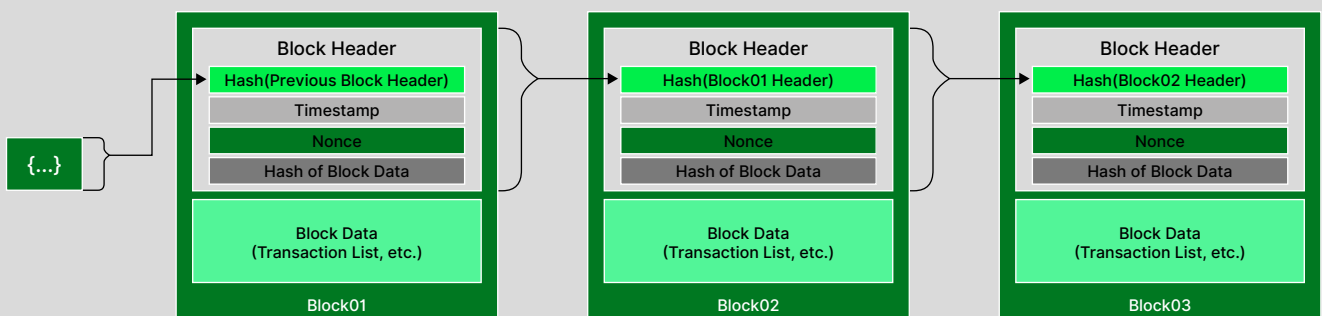 {...}
Block Header
Hash(Previous Block Header)
Timestamp
Nonce
Hash of Block Data
Block Data
(Transaction List, etc.)
Block01
Block Header
Hash(Block01 Header)
Timestamp
Nonce
Hash of Block Data
Block Data
(Transaction List, etc.)
Block02
Block Header
Hash(Block02 Header)
Timestamp
Nonce
Hash of Block Data
Block Data
(Transaction List, etc.)
Block03